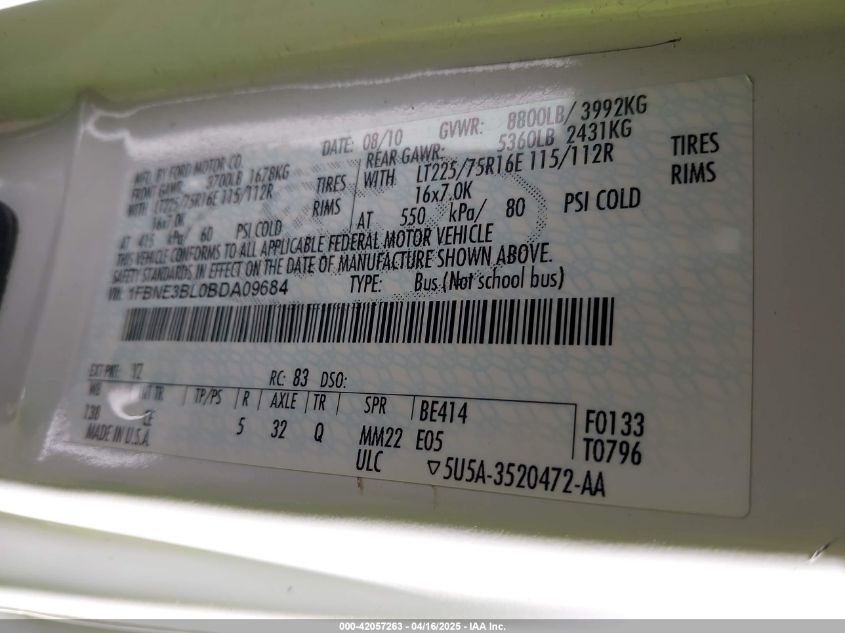 MFD. BY FORD MOTOR CO.
DATE: 08/10 GVWR: 8800LB/ 3992KG
FRONT GAWR: 3700LB 1678KG
REAR GAWR: 5360LB 2431KG
WITH LT225/75R16E 115/112R TIRES
WITH LT225/75R16E 115/112R TIRES
16x7.0K RIMS
16x7.0K RIMS
AT 415 kPa/ 60 PSI COLD
AT 550 kPa/ 80 PSI COLD
THIS VEHICLE CONFORMS TO ALL APPLICABLE FEDERAL MOTOR VEHICLE
SAFETY STANDARDS IN EFFECT ON THE DATE OF MANUFACTURE SHOWN ABOVE.
VIN: 1FBNE3BL0BDA09684 TYPE: Bus (Not school bus)
EXT PNT: YZ RC: 83 DSO:
WB INT TR TP/PS R AXLE TR SPR BE414 F0133
138 5 32 Q MM22 E05 T0796
MADE IN U.S.A. ULC ▽5U5A-3520472-AA
000-42057263 - 04/16/2025 - IAA Inc.